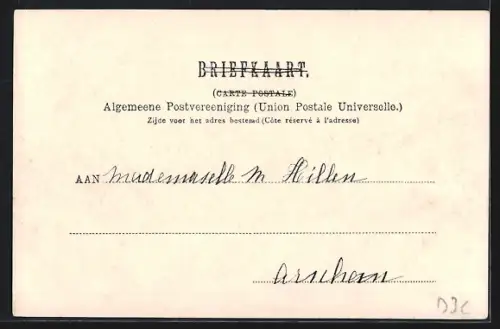 BRIEFKAART.
(CARTE POSTALE)
Algemeene Postvereeniging (Union Postale Universelle.)
Zijde voor het adres bestemd (Côte réservé à l'adresse)
AAN Mademaselle M Hillen
Arnhem
D3C